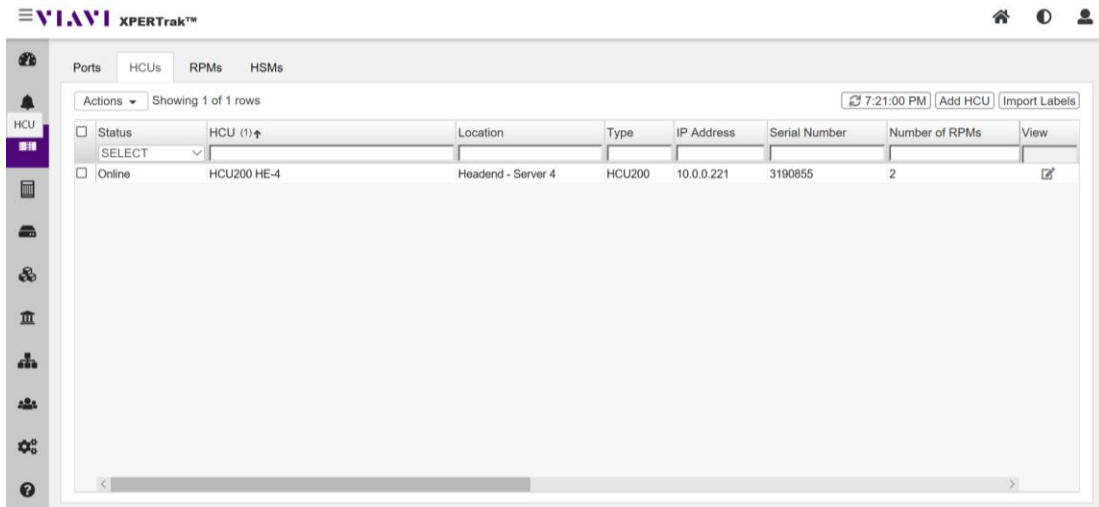 VIAVI XPERTrak™
HCU
Ports HCUs RPMs HSMs
Actions Showing 1 of 1 rows 7:21:00 PM Add HCU Import Labels
Status HCU (1) Location Type IP Address Serial Number Number of RPMs View
SELECT
Online HCU200 HE-4 Headend - Server 4 HCU200 10.0.0.221 3190855 2